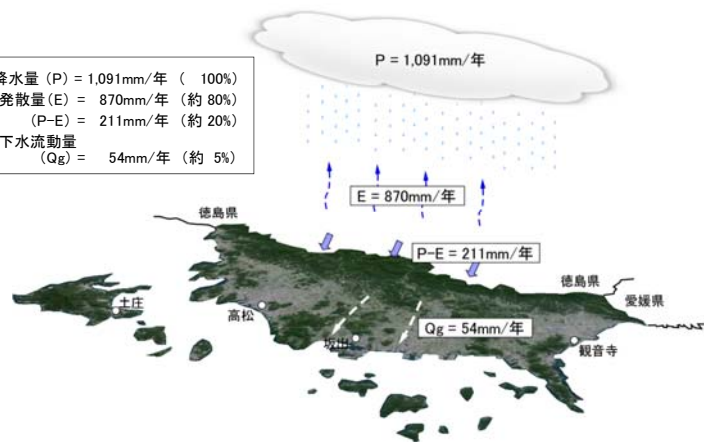 降水量 (P) = 1,091mm/年 ( 100%)
発散量(E) = 870mm/年 (約 80%)
(P-E) = 211mm/年 (約 20%)
下水流動量
(Qg) = 54mm/年 (約 5%)
P = 1,091mm/年
E = 870mm/年
徳島県
P-E = 211mm/年
徳島県
愛媛県
土庄
高松
Qg = 54mm/年
坂出
観音寺